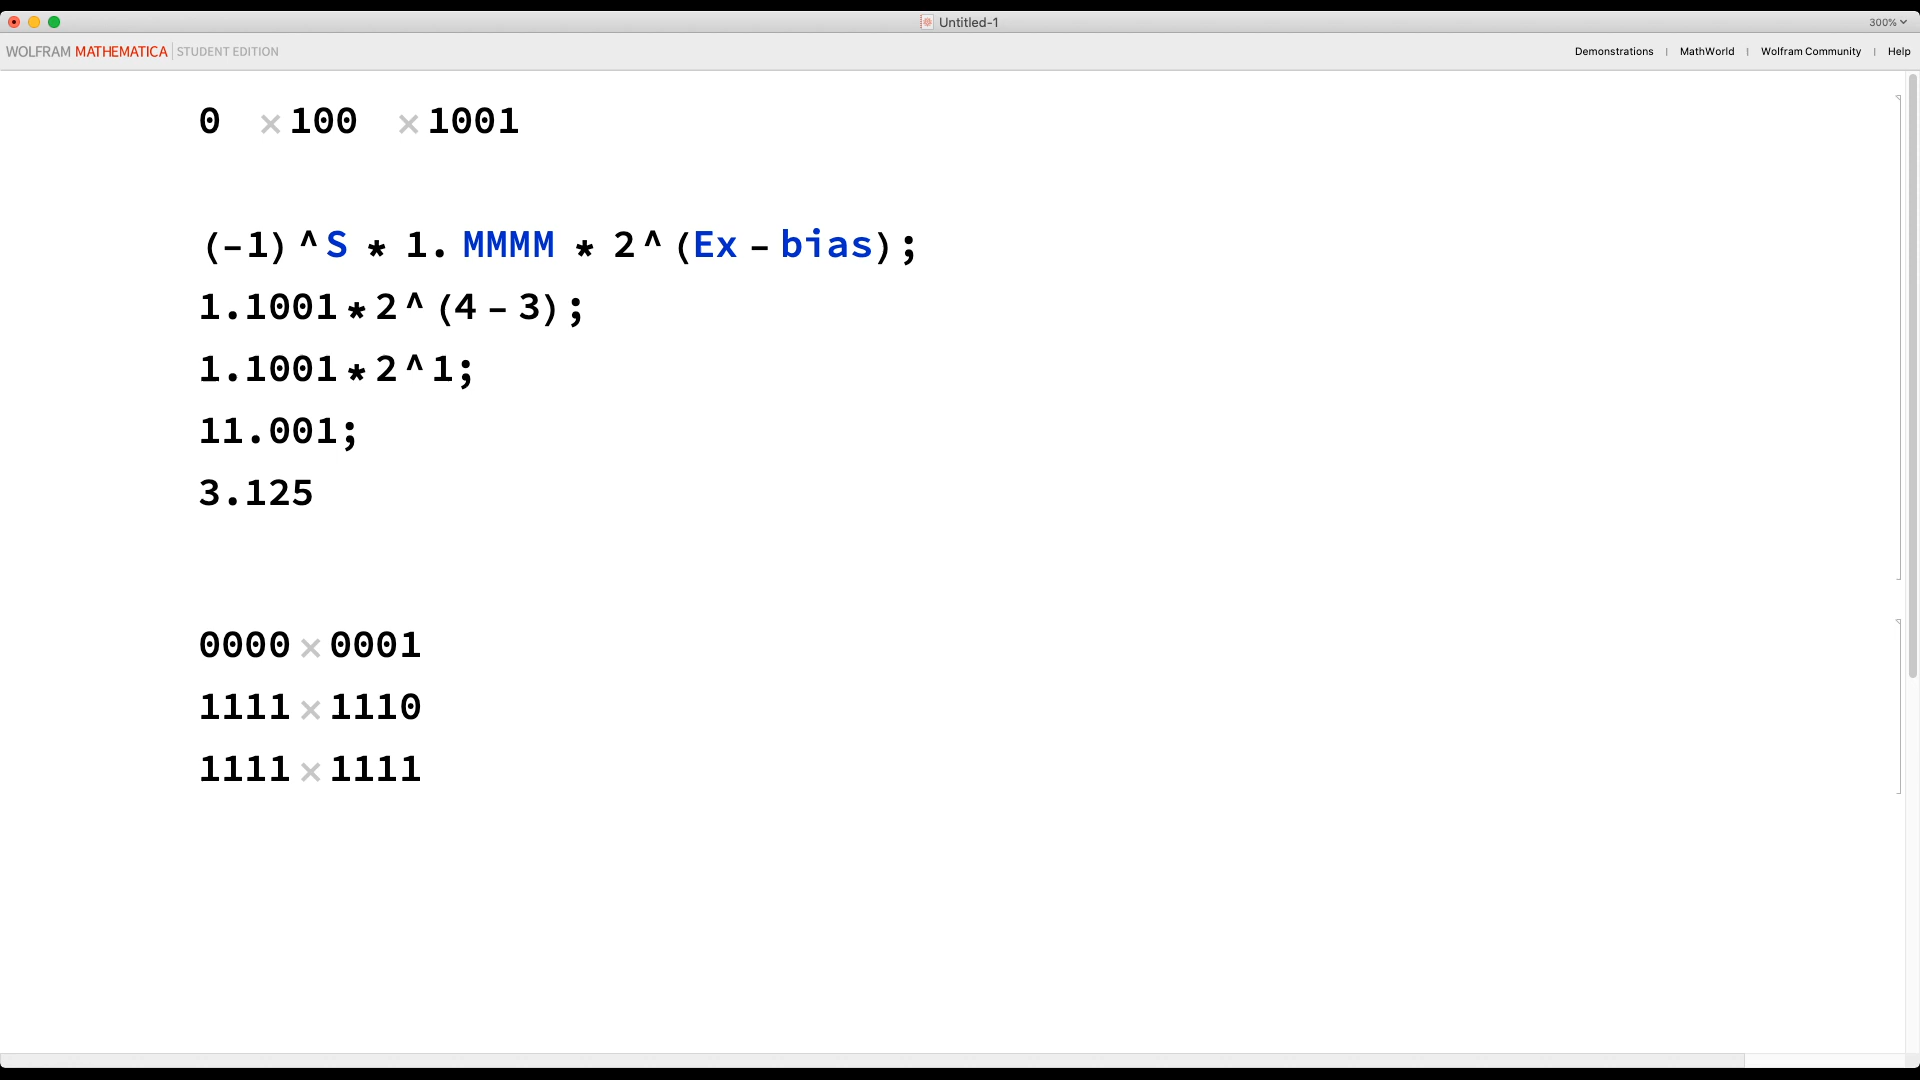 Untitled-1
300%
WOLFRAM MATHEMATICA STUDENT EDITION
Demonstrations | MathWorld | Wolfram Community | Help
0 × 100 × 1001
(-1)^S * 1. MMMM * 2^(Ex - bias);
1.1001*2^(4 - 3);
1.1001*2^1;
11.001;
3.125
0000 × 0001
1111 × 1110
1111 × 1111